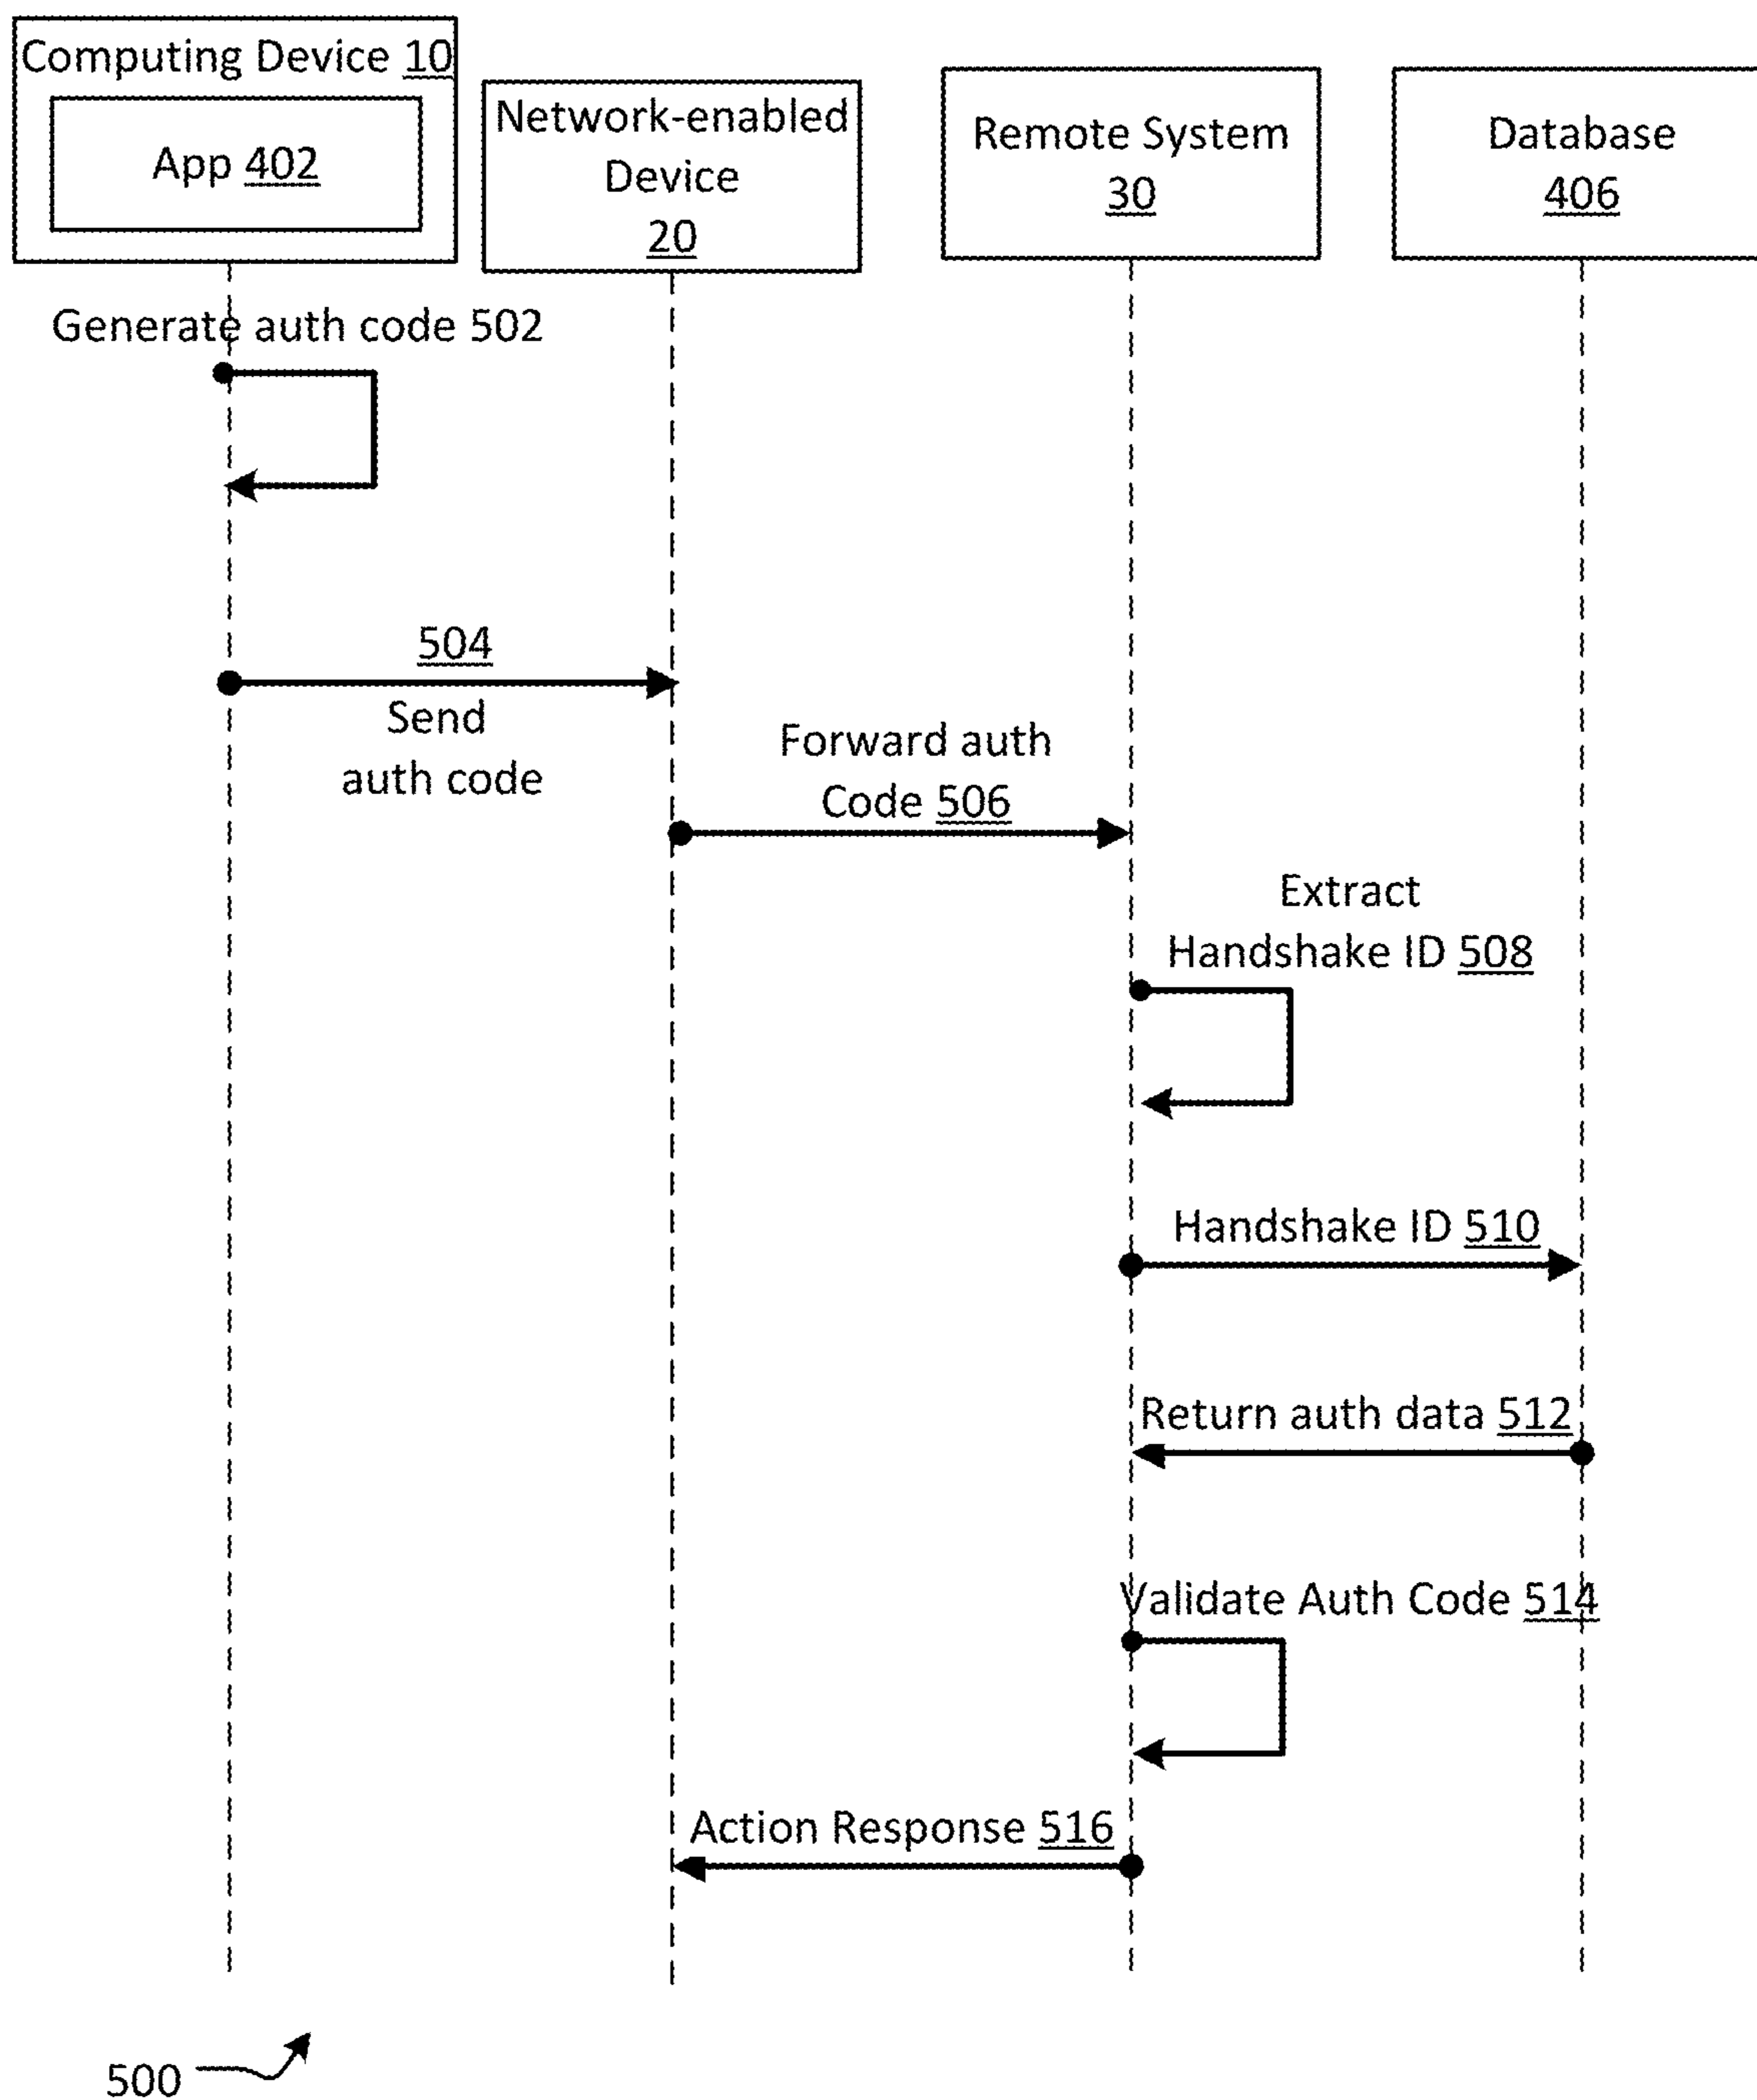 Computing Device 10
App 402
Network-enabled
Device
20
Remote System
30
Database
406
Generate auth code 502
504
Send
auth code
Forward auth
Code 506
Extract
Handshake ID 508
Handshake ID 510
Return auth data 512
Validate Auth Code 514
Action Response 516
500